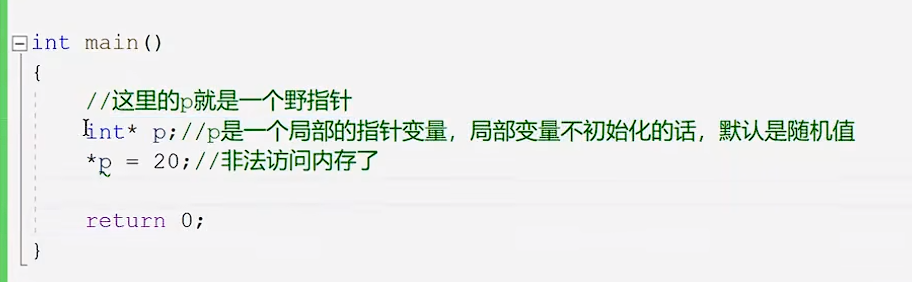 int main()
{
//这里的p就是一个野指针
int* p;//p是一个局部的指针变量，局部变量不初始化的话，默认是随机值
*p = 20;//非法访问内存了
return 0;
}